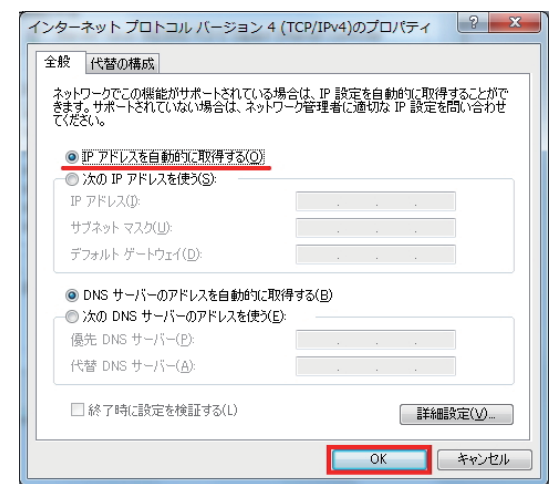 インターネット プロトコル バージョン 4 (TCP/IPv4)のプロパティ
全般 代替の構成
ネットワークでこの機能がサポートされている場合は、IP 設定を自動的に取得することがで
きます。サポートされていない場合は、ネットワーク管理者に適切な IP 設定を問い合わせ
てください。
IP アドレスを自動的に取得する(O)
次の IP アドレスを使う(S):
IP アドレス(I):
サブネット マスク(U):
デフォルト ゲートウェイ(D):
DNS サーバーのアドレスを自動的に取得する(B)
次の DNS サーバーのアドレスを使う(E):
優先 DNS サーバー(P):
代替 DNS サーバー(A):
終了時に設定を検証する(L)
詳細設定(V)...
OK キャンセル